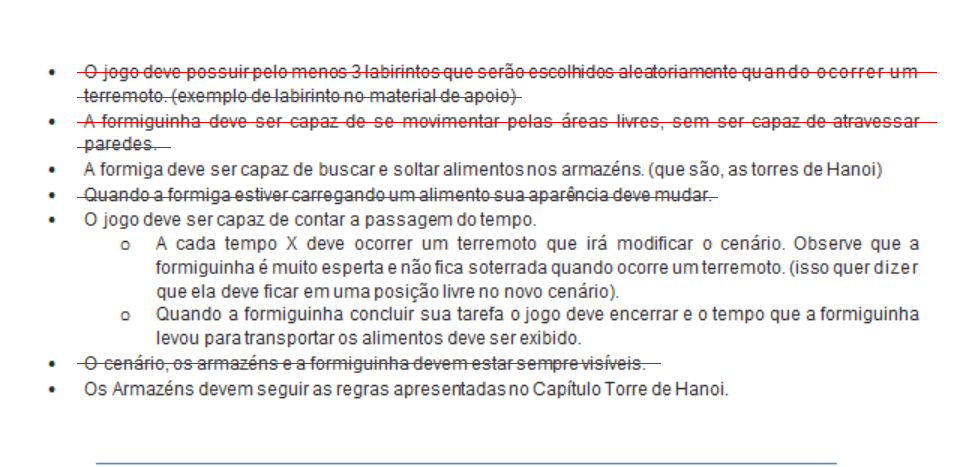 • O jogo deve possuir pelo menos 3 labirintos que serão escolhidos aleatoriamente quando ocorrer um
terremoto. (exemplo de labirinto no material de apoio)
• A formiguinha deve ser capaz de se movimentar pelas áreas livres, sem ser capaz de atravessar
paredes.
• A formiga deve ser capaz de buscar e soltar alimentos nos armazéns. (que são, as torres de Hanoi)
• Quando a formiga estiver carregando um alimento sua aparência deve mudar.
• O jogo deve ser capaz de contar a passagem do tempo.
o A cada tempo X deve ocorrer um terremoto que irá modificar o cenário. Observe que a
formiguinha é muito esperta e não fica soterrada quando ocorre um terremoto. (isso quer dizer
que ela deve ficar em uma posição livre no novo cenário).
o Quando a formiguinha concluir sua tarefa o jogo deve encerrar e o tempo que a formiguinha
levou para transportar os alimentos deve ser exibido.
• O cenário, os armazéns e a formiguinha devem estar sempre visíveis.
• Os Armazéns devem seguir as regras apresentadas no Capítulo Torre de Hanoi.